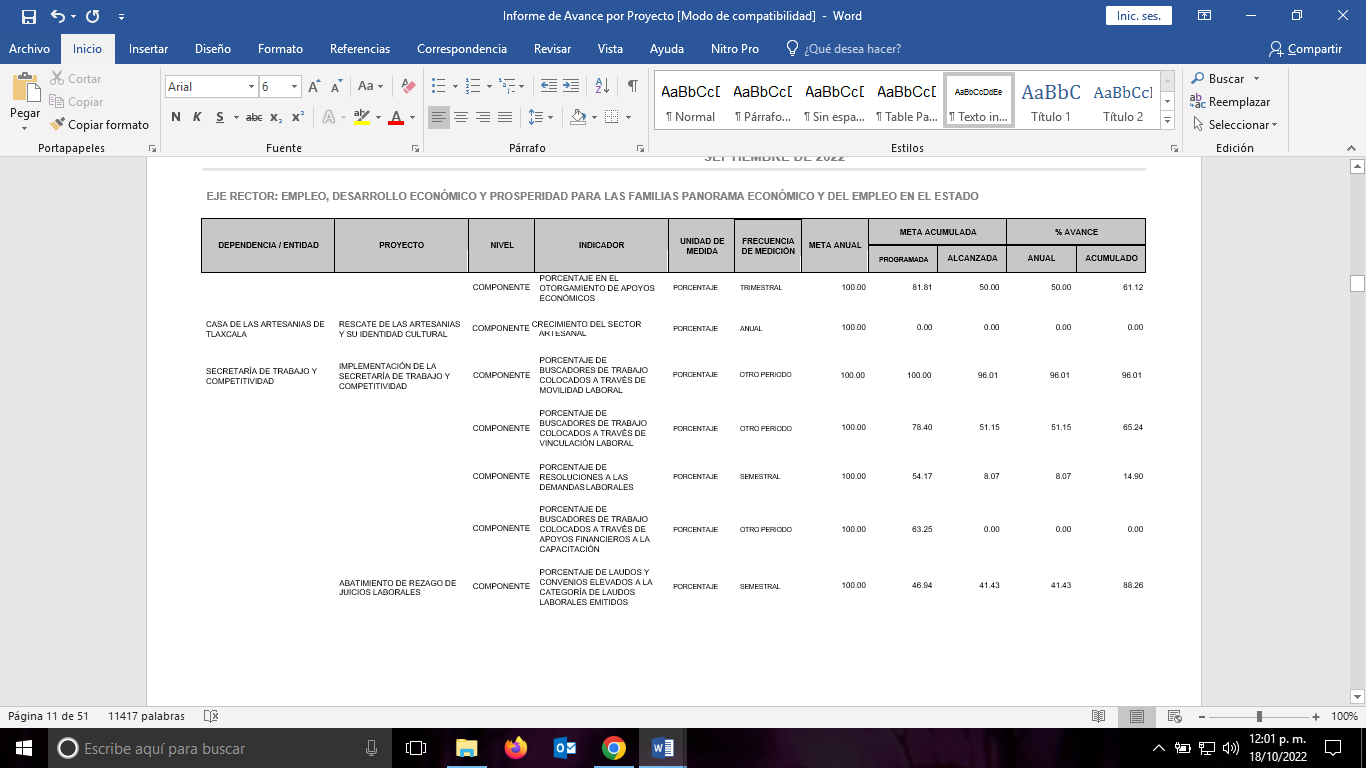 Informe de Avance por Proyecto [Modo de compatibilidad] - Word
Inic. ses.
Archivo Inicio Insertar Diseño Formato Referencias Correspondencia Revisar Vista Ayuda Nitro Pro ¿Qué desea hacer? Compartir
Pegar
Cortar
Copiar
Copiar formato
Portapapeles
Arial 6
N K S abc x₂ x²
Fuente
Párrafo
AaBbCcD ¶ Normal
AaBbCcD ¶ Párrafo...
AaBbCcD ¶ Sin espa...
AaBbCcD ¶ Table Pa...
AaBbCcDdEe ¶ Texto in...
AaBbC Título 1
AaBbCcI Título 2
Estilos
Buscar
Reemplazar
Seleccionar
Edición
SEPTIEMBRE DE 2022
EJE RECTOR: EMPLEO, DESARROLLO ECONÓMICO Y PROSPERIDAD PARA LAS FAMILIAS PANORAMA ECONÓMICO Y DEL EMPLEO EN EL ESTADO
DEPENDENCIA / ENTIDAD PROYECTO NIVEL INDICADOR UNIDAD DE MEDIDA FRECUENCIA DE MEDICIÓN META ANUAL META ACUMULADA % AVANCE
PROGRAMADA ALCANZADA ANUAL ACUMULADO
COMPONENTE PORCENTAJE EN EL
OTORGAMIENTO DE APOYOS
ECONÓMICOS PORCENTAJE TRIMESTRAL 100.00 81.81 50.00 50.00 61.12
CASA DE LAS ARTESANIAS DE
TLAXCALA
RESCATE DE LAS ARTESANIAS
Y SU IDENTIDAD CULTURAL
COMPONENTE CRECIMIENTO DEL SECTOR
ARTESANAL PORCENTAJE ANUAL 100.00 0.00 0.00 0.00 0.00
SECRETARÍA DE TRABAJO Y
COMPETITIVIDAD
IMPLEMENTACIÓN DE LA
SECRETARÍA DE TRABAJO Y
COMPETITIVIDAD
COMPONENTE PORCENTAJE DE
BUSCADORES DE TRABAJO
COLOCADOS A TRAVÉS DE
MOVILIDAD LABORAL PORCENTAJE OTRO PERIODO 100.00 100.00 96.01 96.01 96.01
COMPONENTE PORCENTAJE DE
BUSCADORES DE TRABAJO
COLOCADOS A TRAVÉS DE
VINCULACIÓN LABORAL PORCENTAJE OTRO PERIODO 100.00 78.40 51.15 51.15 65.24
COMPONENTE PORCENTAJE DE
RESOLUCIONES A LAS
DEMANDAS LABORALES PORCENTAJE SEMESTRAL 100.00 54.17 8.07 8.07 14.90
COMPONENTE PORCENTAJE DE
BUSCADORES DE TRABAJO
COLOCADOS A TRAVÉS DE
APOYOS FINANCIEROS A LA
CAPACITACIÓN PORCENTAJE OTRO PERIODO 100.00 63.25 0.00 0.00 0.00
ABATIMIENTO DE REZAGO DE
JUICIOS LABORALES
COMPONENTE PORCENTAJE DE LAUDOS Y
CONVENIOS ELEVADOS A LA
CATEGORÍA DE LAUDOS
LABORALES EMITIDOS PORCENTAJE SEMESTRAL 100.00 46.94 41.43 41.43 88.26
Página 11 de 51 11417 palabras 100%
Escribe aquí para buscar
12:01 p. m.
18/10/2022